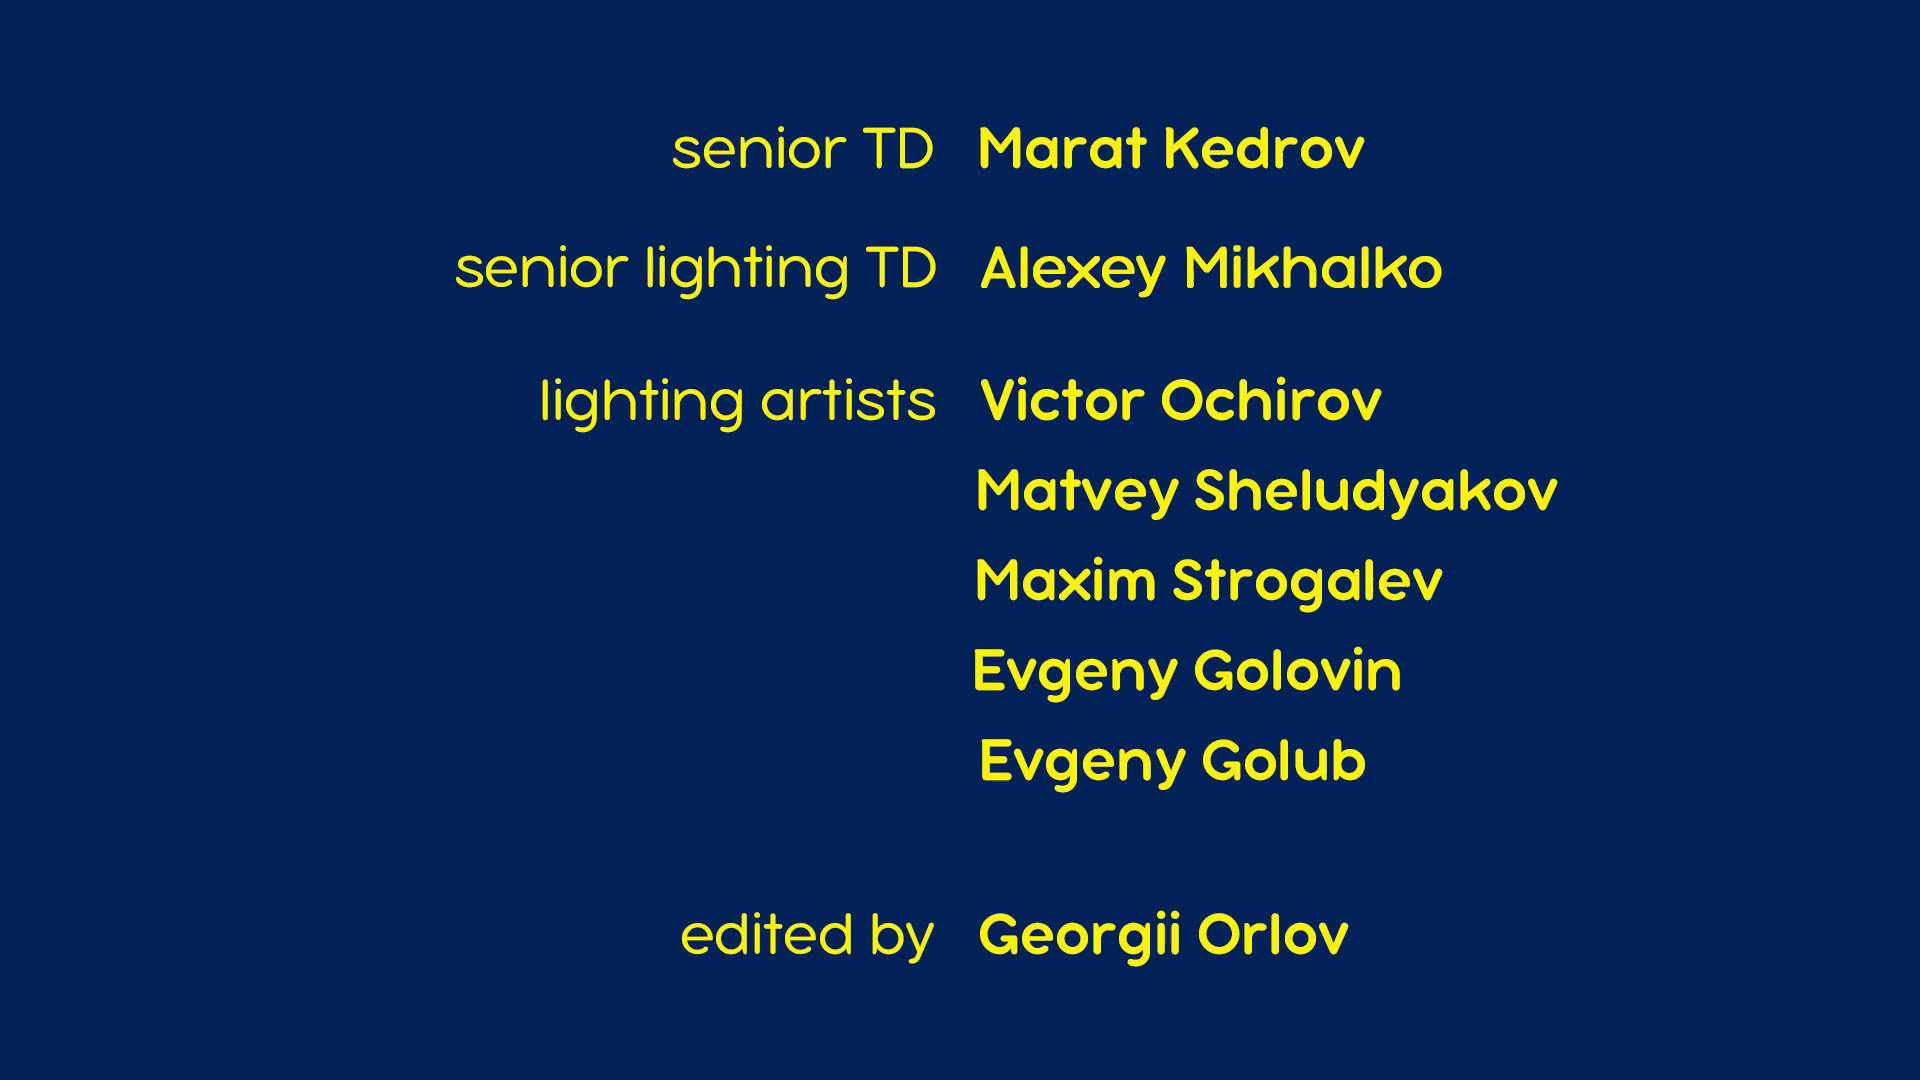 senior TD Marat Kedrov
senior lighting TD Alexey Mikhalko
lighting artists Victor Ochirov
Matvey Sheludyakov
Maxim Strogalev
Evgeny Golovin
Evgeny Golub
edited by Georgii Orlov